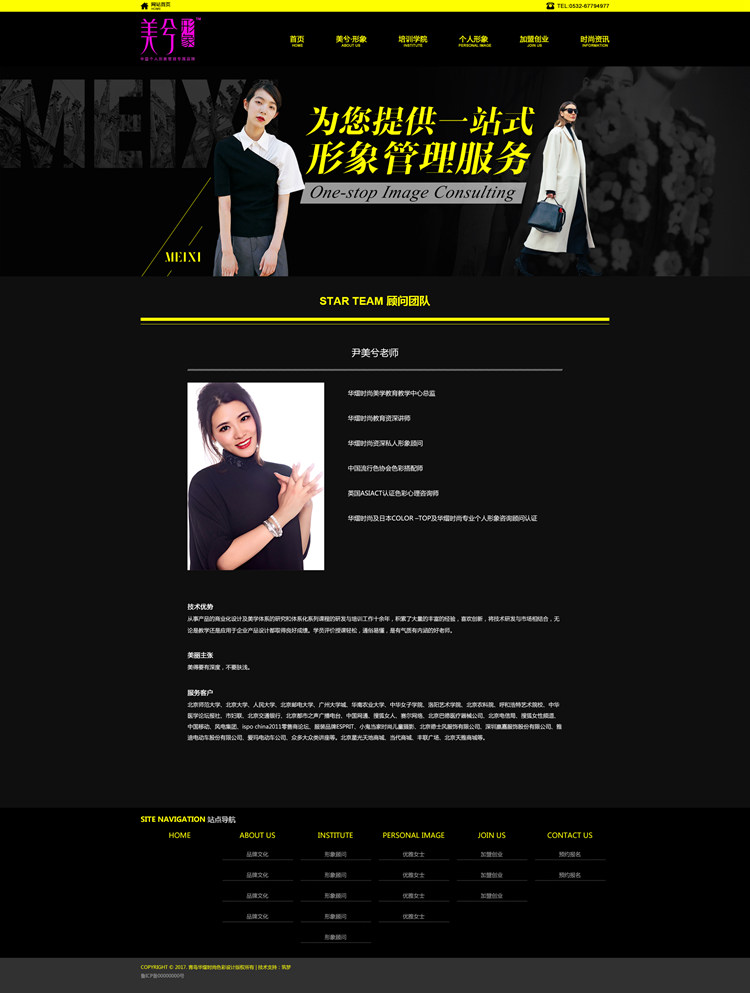 网站首页
HOME
TEL:0532-87794977
美兮形象
TM
首页
HOME
美兮·形象
ABOUT US
培训学院
INSTITUTE
个人形象
PERSONAL IMAGE
加盟创业
JOIN US
时尚资讯
INFORMATION
MEIX
为您提供一站式
形象管理服务
One-stop Image Consulting
MEIXI
STAR TEAM 顾问团队
尹美兮老师
华熠时尚美学教育教学中心总监
华熠时尚教育资深讲师
华熠时尚资深私人形象顾问
中国流行色协会色彩搭配师
英国ASIACT认证色彩心理咨询师
华熠时尚及日本COLOR –TOP及华熠时尚专业个人形象咨询顾问认证
技术优势
从事产品的商业化设计及美学体系的研究和体系化系列课程的研发与培训工作十余年，积累了大量的丰富的经验，喜欢创新，将技术研发与市场相结合，无
论是教学还是应用于企业产品设计都取得良好成绩。学员评价授课轻松，通俗易懂，是有气质有内涵的好老师。
美丽主张
美得要有深度，不要肤浅。
服务客户
北京师范大学、北京大学、人民大学、北京邮电大学、广州大学城、华南农业大学、中华女子学院、洛阳艺术学院、北京农科院、呼和浩特艺术院校、中华
医学论坛报社、市妇联、北京交通银行、北京都市之声广播电台、中国网通、搜狐女人、赛尔网络、北京巴德医疗器械公司、北京电信局、搜狐女性频道、
中国移动、风电集团、ispo china2011零售商论坛、服装品牌ESPRIT、小鬼当家时尚儿童摄影、北京德士风服饰有限公司、深圳嘉嘉服饰股份有限公司、雅
迪电动车股份有限公司、爱玛电动车公司、众多大众类讲座等。北京星光天地商城、当代商城、丰联广场、北京天雅商城等。
SITE NAVIGATION 站点导航
HOME ABOUT US INSTITUTE PERSONAL IMAGE JOIN US CONTACT US
品牌文化 形象顾问 优雅女士 加盟创业 预约报名
品牌文化 形象顾问 优雅女士 加盟创业 预约报名
品牌文化 形象顾问 优雅女士 加盟创业
品牌文化 形象顾问 优雅女士
形象顾问
COPYRIGHT © 2017. 青岛华熠时尚色彩设计版权所有 | 技术支持：筑梦
鲁ICP备00000000号